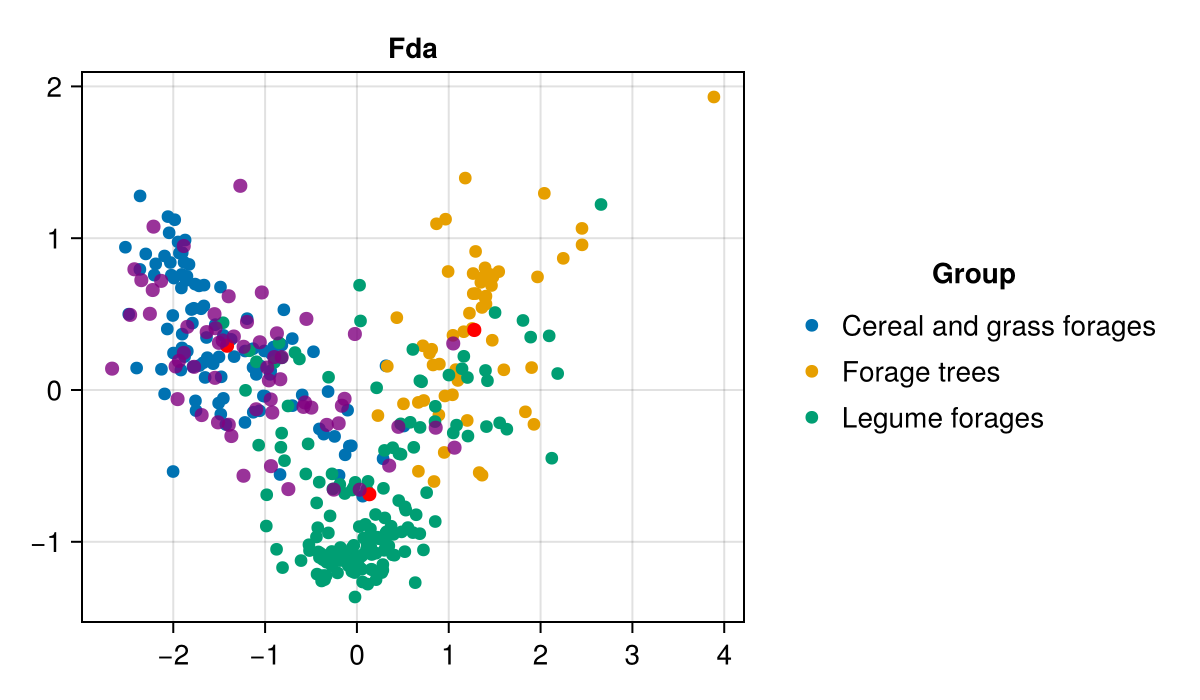 Fda
2
1
0
−1
−2 −1 0 1 2 3 4
Group
Cereal and grass forages
Forage trees
Legume forages